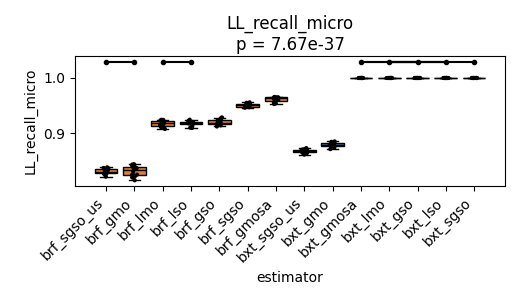 LL_recall_micro
p = 7.67e-37
LL_recall_micro
1.0
0.9
brf_sgso_us
brf_gmo
brf_lmo
brf_lso
brf_gso
brf_sgso
brf_gmosa
bxt_sgso_us
bxt_gmo
bxt_gmosa
bxt_lmo
bxt_gso
bxt_lso
bxt_sgso
estimator